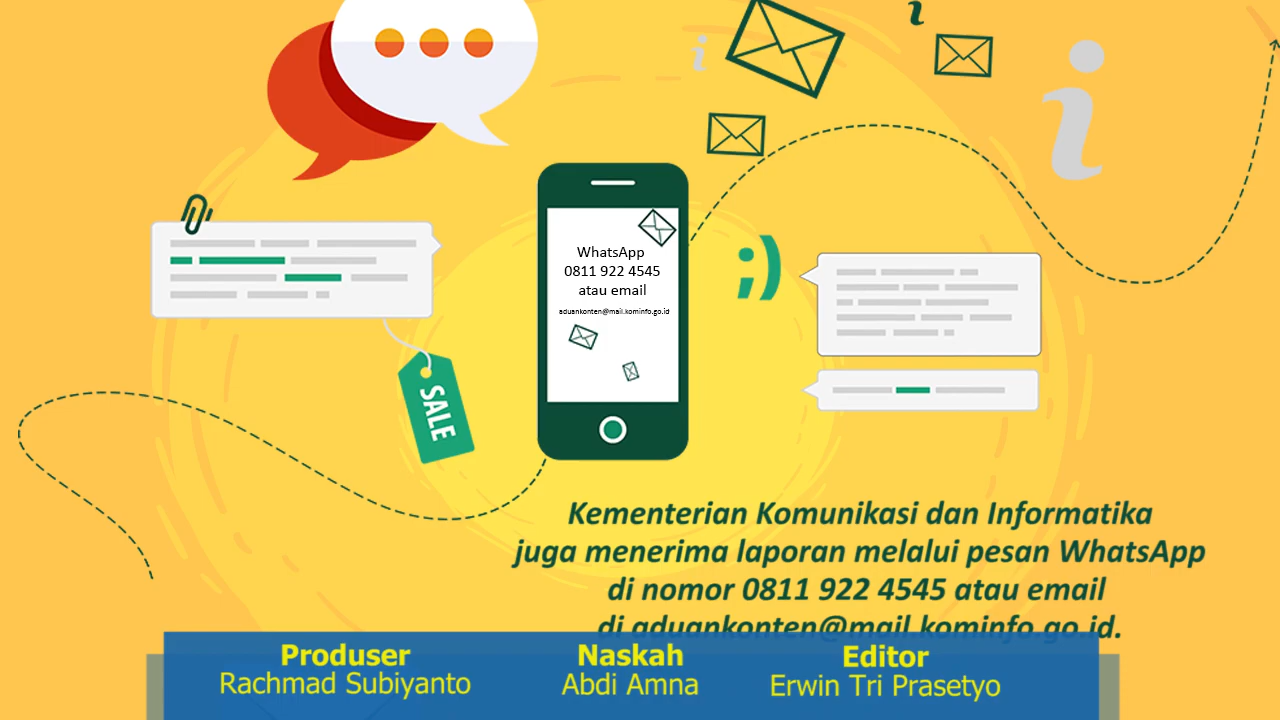 WhatsApp
0811 922 4545
atau email
aduankonten@mail.kominfo.go.id
;)
SALE
Kementerian Komunikasi dan Informatika
juga menerima laporan melalui pesan WhatsApp
di nomor 0811 922 4545 atau email
di aduankonten@mail.kominfo.go.id.
Produser Naskah Editor
Rachmad Subiyanto Abdi Amna Erwin Tri Prasetyo